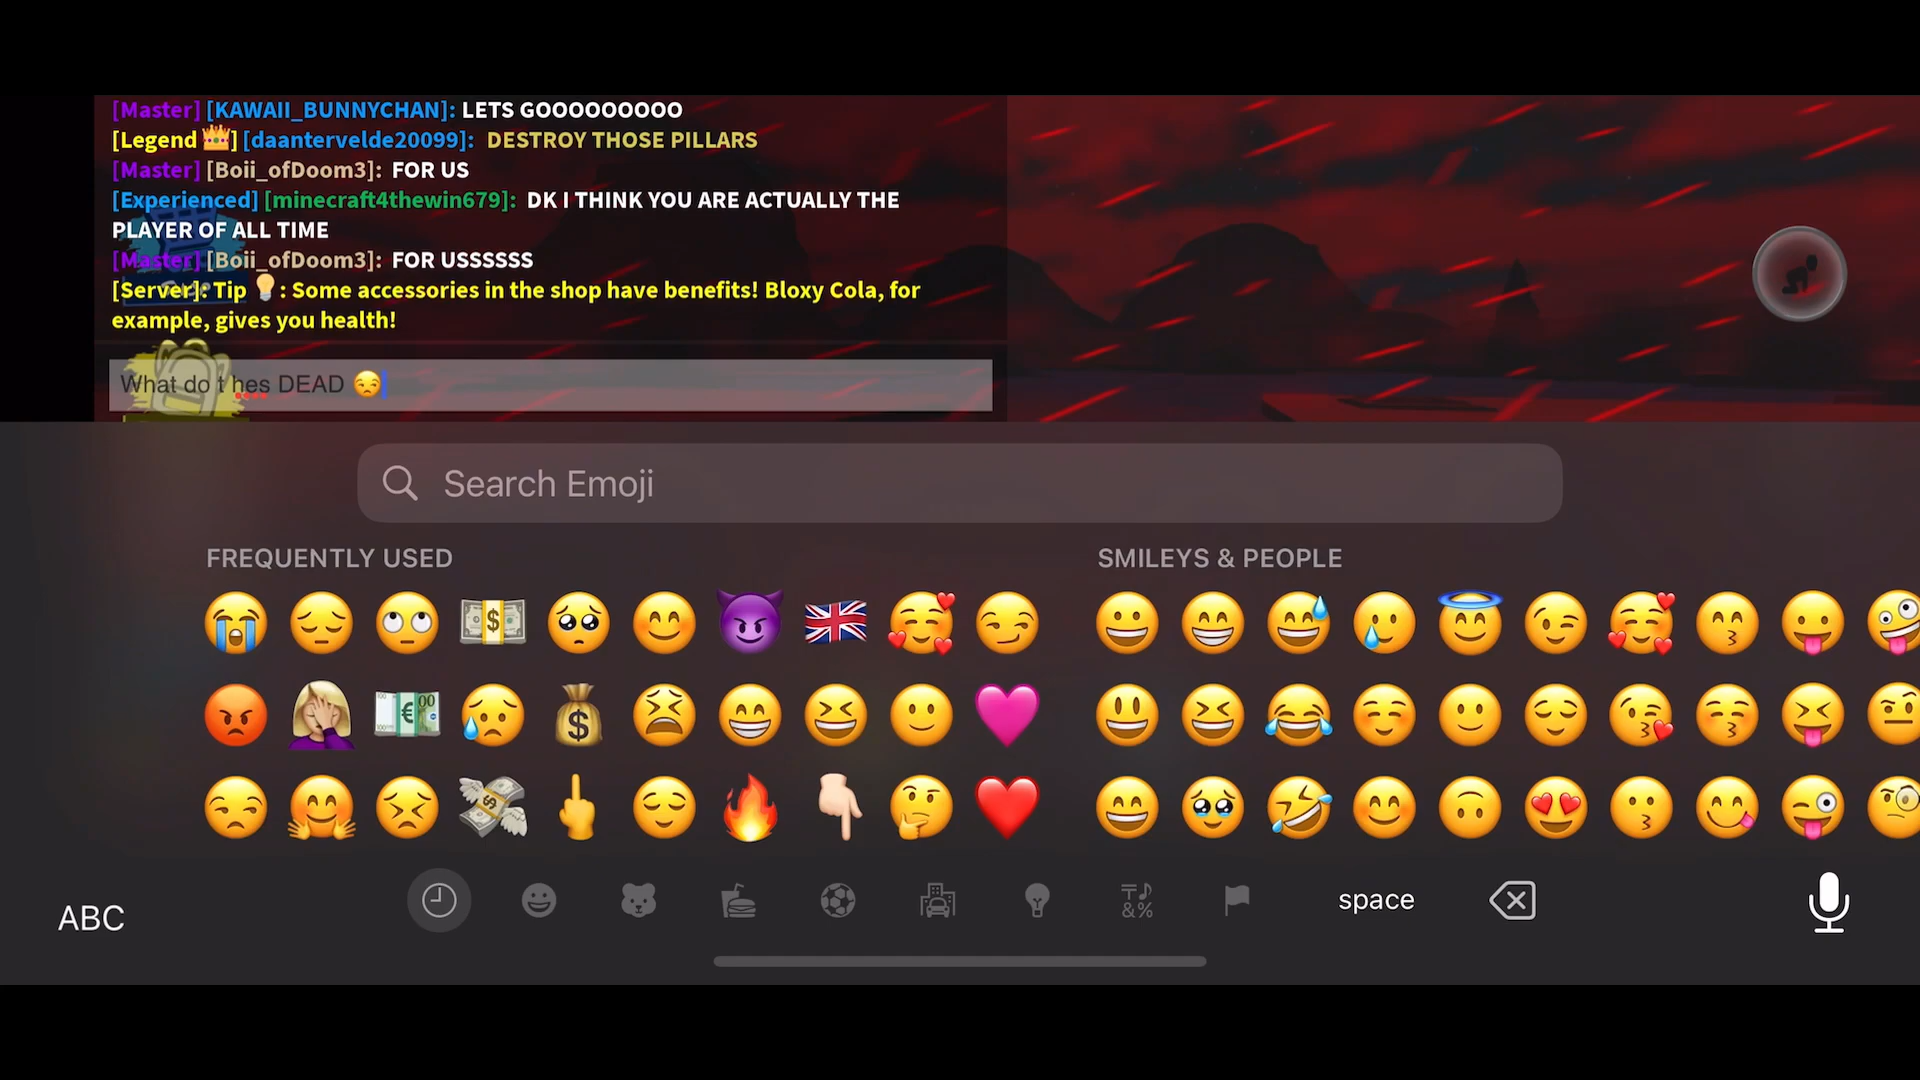 [Master] [KAWAII_BUNNYCHAN]: LETS GOOOOOOOOO
[Legend 👑] [daantervelde20099]: DESTROY THOSE PILLARS
[Master] [Boii_ofDoom3]: FOR US
[Experienced] [minecraft4thewin679]: DK I THINK YOU ARE ACTUALLY THE
PLAYER OF ALL TIME
[Master] [Boii_ofDoom3]: FOR USSSSSS
[Server]: Tip 💡: Some accessories in the shop have benefits! Bloxy Cola, for
example, gives you health!
What do t hes DEAD 😒
Search Emoji
FREQUENTLY USED
SMILEYS & PEOPLE
ABC
space